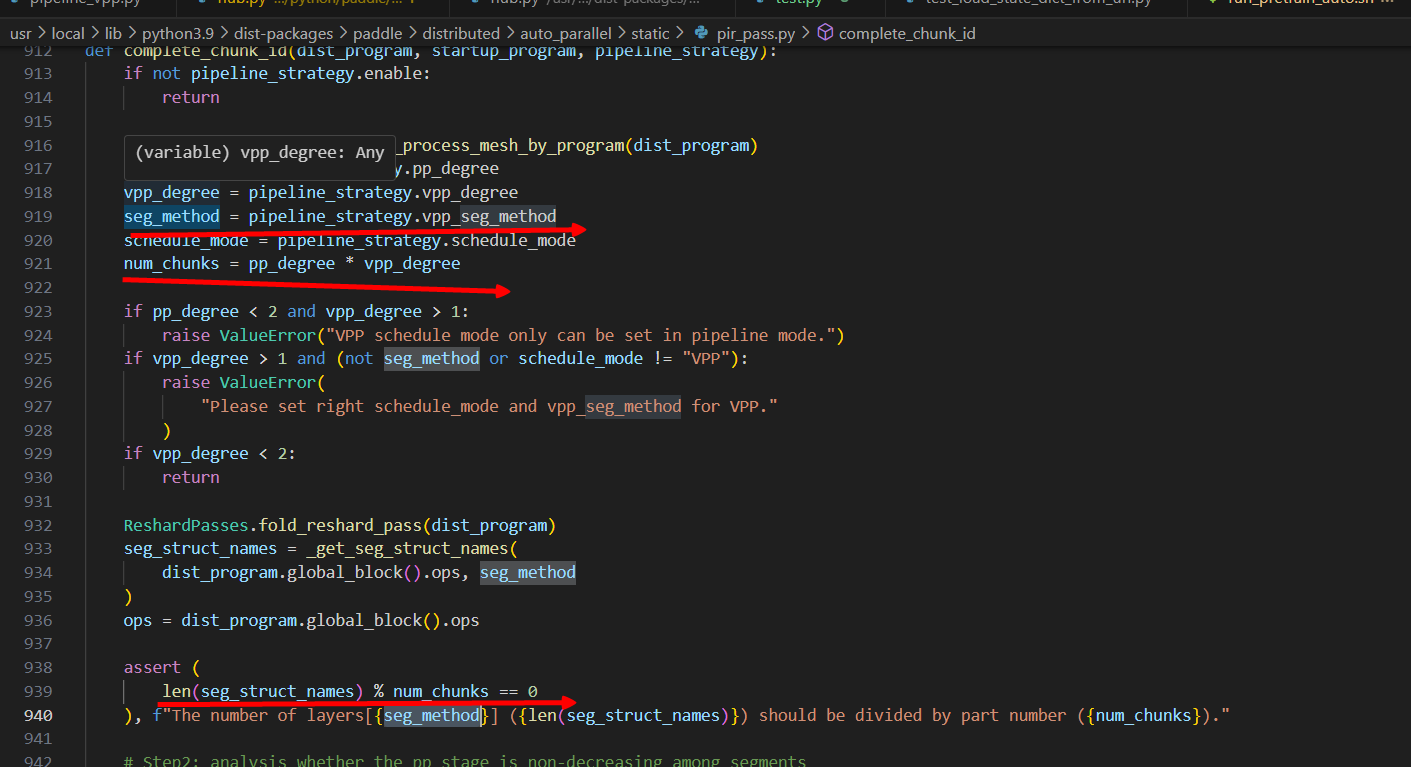 pipeline_vpp.py hub.py .../python/paddle/... hub.py /usr/.../dist-packages/... test.py test_load_state_dict_from_url.py run_pretrain_auto.sh ...
usr > local > lib > python3.9 > dist-packages > paddle > distributed > auto_parallel > static > pir_pass.py > complete_chunk_id
912 def complete_chunk_id(dist_program, startup_program, pipeline_strategy):
913 if not pipeline_strategy.enable:
914 return
915
916 _process_mesh_by_program(dist_program)
(variable) vpp_degree: Any
917 y.pp_degree
918 vpp_degree = pipeline_strategy.vpp_degree
919 seg_method = pipeline_strategy.vpp_seg_method
920 schedule_mode = pipeline_strategy.schedule_mode
921 num_chunks = pp_degree * vpp_degree
922
923 if pp_degree < 2 and vpp_degree > 1:
924 raise ValueError("VPP schedule mode only can be set in pipeline mode.")
925 if vpp_degree > 1 and (not seg_method or schedule_mode != "VPP"):
926 raise ValueError(
927 "Please set right schedule_mode and vpp_seg_method for VPP."
928 )
929 if vpp_degree < 2:
930 return
931
932 ReshardPasses.fold_reshard_pass(dist_program)
933 seg_struct_names = _get_seg_struct_names(
934 dist_program.global_block().ops, seg_method
935 )
936 ops = dist_program.global_block().ops
937
938 assert (
939 len(seg_struct_names) % num_chunks == 0
940 ), f"The number of layers[{seg_method}] ({len(seg_struct_names)}) should be divided by part number ({num_chunks})."
941
942 # Step2: analysis whether the pp_stage is non-decreasing among segments